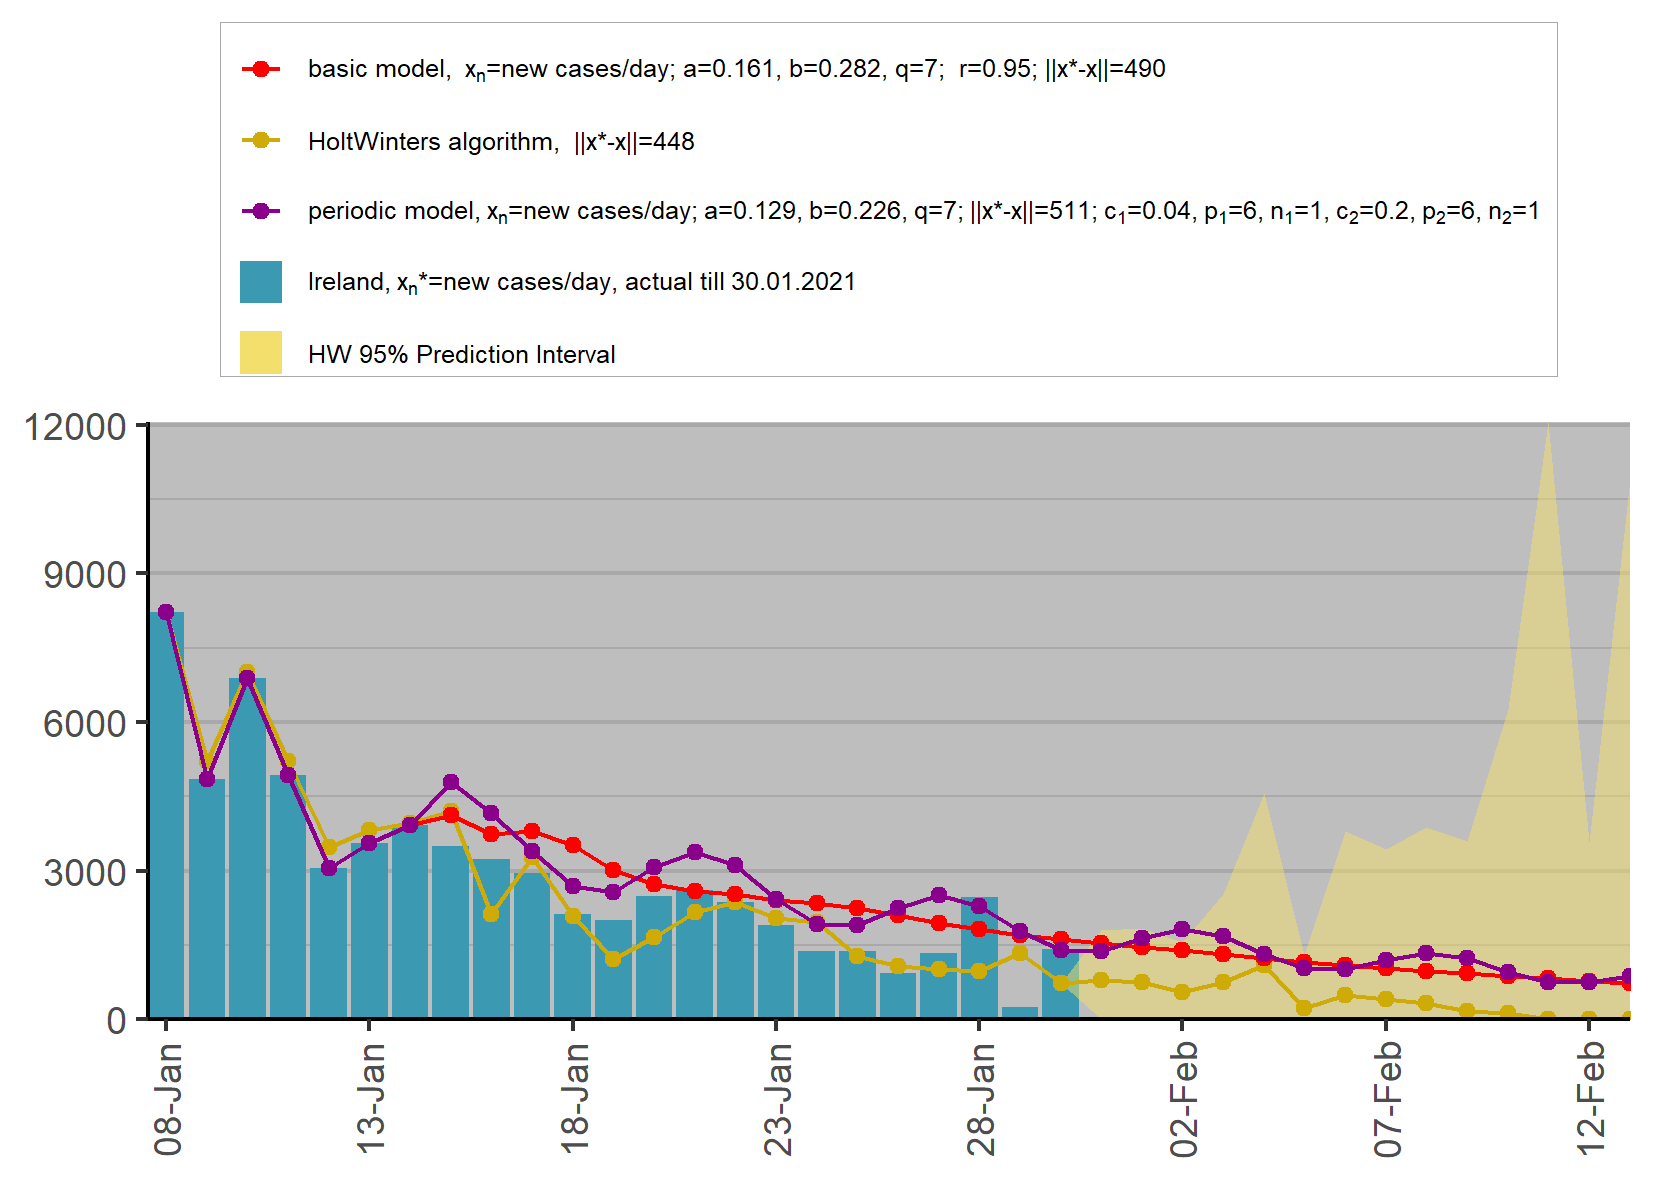 basic model,  xₙ=new cases/day; a=0.161, b=0.282, q=7;  r=0.95; ||x*-x||=490
HoltWinters algorithm,  ||x*-x||=448
periodic model, xₙ=new cases/day; a=0.129, b=0.226, q=7; ||x*-x||=511; c₁=0.04, p₁=6, n₁=1, c₂=0.2, p₂=6, n₂=1
Ireland, xₙ*=new cases/day, actual till 30.01.2021
HW 95% Prediction Interval
12000
9000
6000
3000
0
08-Jan
13-Jan
18-Jan
23-Jan
28-Jan
02-Feb
07-Feb
12-Feb